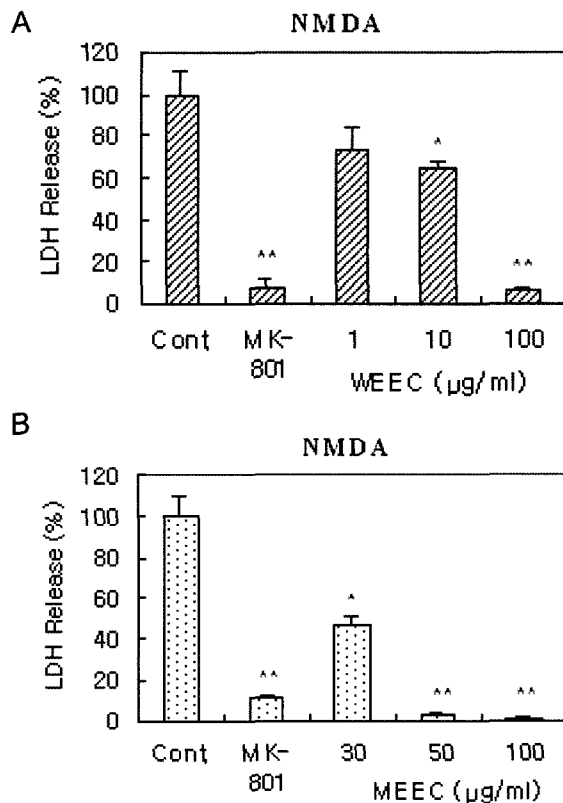 A
NMDA
LDH Release (%)
120
100
80
60
40
20
0
**
*
**
Cont. MK-801 1 10 100
WEEC (μg/ml)
B
NMDA
LDH Release (%)
120
100
80
60
40
20
0
**
*
**
**
Cont. MK-801 30 50 100
MEEC (μg/ml)